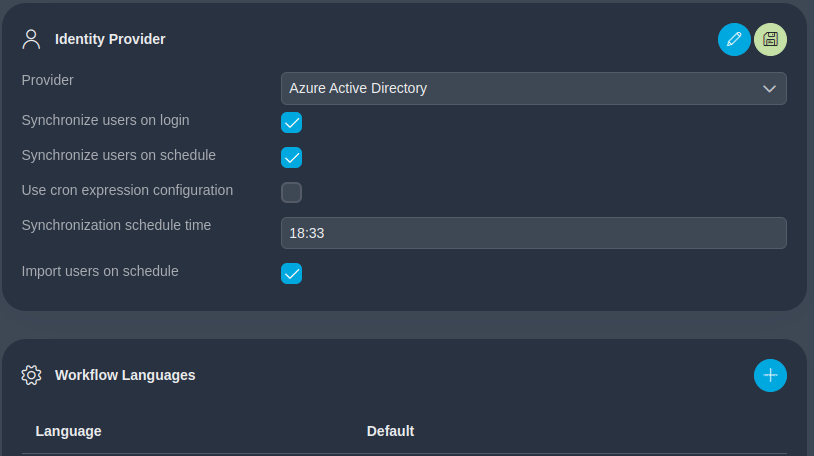 Identity Provider
Provider
Azure Active Directory
Synchronize users on login
Synchronize users on schedule
Use cron expression configuration
Synchronization schedule time
18:33
Import users on schedule
Workflow Languages
Language Default